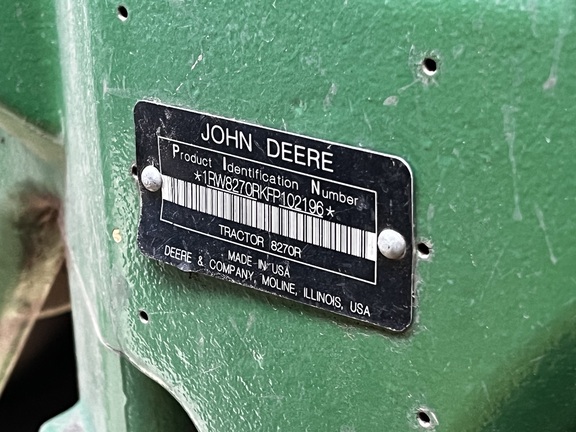 JOHN DEERE
Product Identification Number
*1RW8270RKFP102196*
TRACTOR 8270R
MADE IN USA
DEERE & COMPANY, MOLINE, ILLINOIS, USA